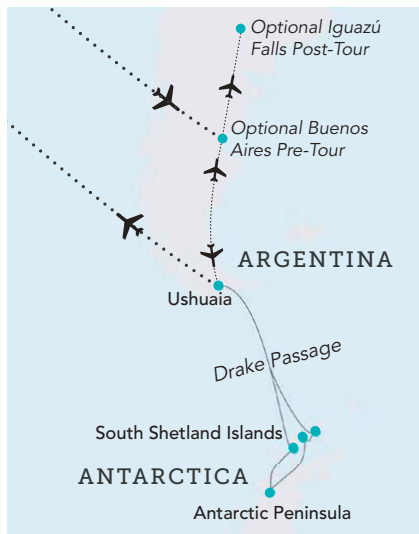 Optional Iguazú
Falls Post-Tour
Optional Buenos
Aires Pre-Tour
ARGENTINA
Ushuaia
Drake Passage
South Shetland Islands
ANTARCTICA
Antarctic Peninsula